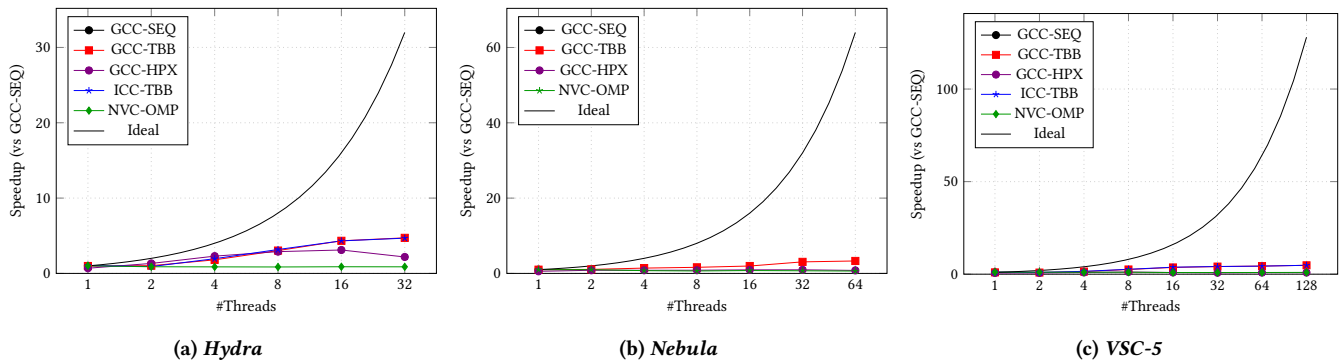 GCC-SEQ
GCC-TBB
GCC-HPX
ICC-TBB
NVC-OMP
Ideal
Speedup (vs GCC-SEQ)
30
20
10
0
1 2 4 8 16 32
#Threads
(a) Hydra
GCC-SEQ
GCC-TBB
GCC-HPX
NVC-OMP
Ideal
Speedup (vs GCC-SEQ)
60
40
20
0
1 2 4 8 16 32 64
#Threads
(b) Nebula
GCC-SEQ
GCC-TBB
GCC-HPX
ICC-TBB
NVC-OMP
Ideal
Speedup (vs GCC-SEQ)
100
50
0
1 2 4 8 16 32 64 128
#Threads
(c) VSC-5